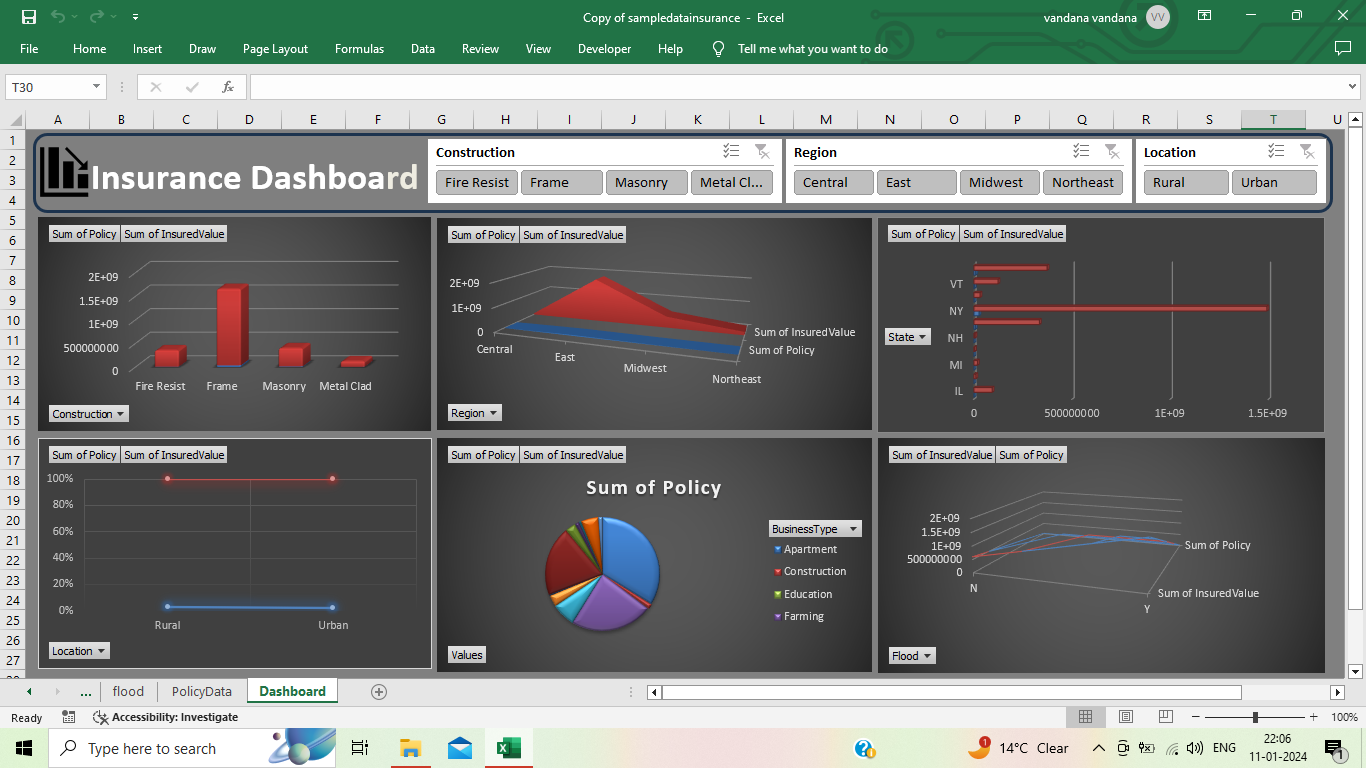 Copy of sampledatainsurance - Excel
vandana vandana
VV
File Home Insert Draw Page Layout Formulas Data Review View Developer Help Tell me what you want to do
T30
fx
A B C D E F G H I J K L M N O P Q R S T U
1
2
3
4
5
6
7
8
9
10
11
12
13
14
15
16
17
18
19
20
21
22
23
24
25
26
27
Insurance Dashboard
Construction
Fire Resist Frame Masonry Metal Cl...
Region
Central East Midwest Northeast
Location
Rural Urban
Sum of Policy Sum of InsuredValue
2E+09
1.5E+09
1E+09
500000000
0
Fire Resist Frame Masonry Metal Clad
Construction
Sum of Policy Sum of InsuredValue
2E+09
1E+09
0
Central
East
Midwest
Northeast
Sum of InsuredValue
Sum of Policy
Region
Sum of Policy Sum of InsuredValue
State
VT
NY
NH
MI
IL
0 500000000 1E+09 1.5E+09
Sum of Policy Sum of InsuredValue
100%
80%
60%
40%
20%
0%
Rural Urban
Location
Sum of Policy Sum of InsuredValue
Sum of Policy
BusinessType
Apartment
Construction
Education
Farming
Values
Sum of InsuredValue Sum of Policy
2E+09
1.5E+09
1E+09
500000000
0
N
Y
Sum of Policy
Sum of InsuredValue
Flood
... flood PolicyData Dashboard
Ready Accessibility: Investigate 100%
Type here to search
1
14°C Clear
ENG
22:06
11-01-2024
1